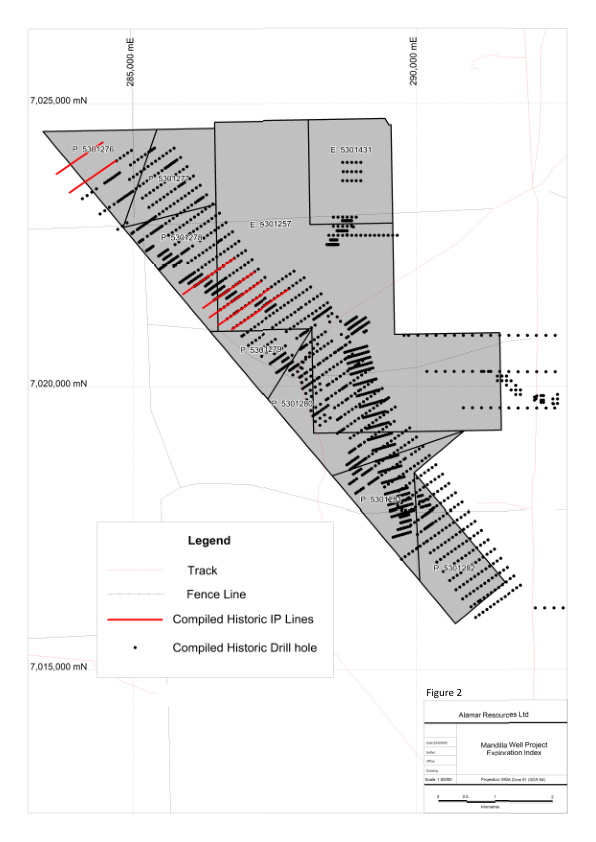 285,000 mE
290,000 mE
7,025,000 mN
P 5301276
E 5301431
P 5301277
P 5301278
E 5301257
P 5301279
7,020,000 mN
P 5301280
P 5301282
Legend
Track
Fence Line
Compiled Historic IP Lines
Compiled Historic Drill hole
7,015,000 mN
Figure 2
Alamar Resources Ltd
Mandilla Well Project
Exploration Index
Author
Office
Drawing
Scale: 1:50000
Projection: MGA Zone 51 (GDA 94)
0 0.5 1 2
kilometres